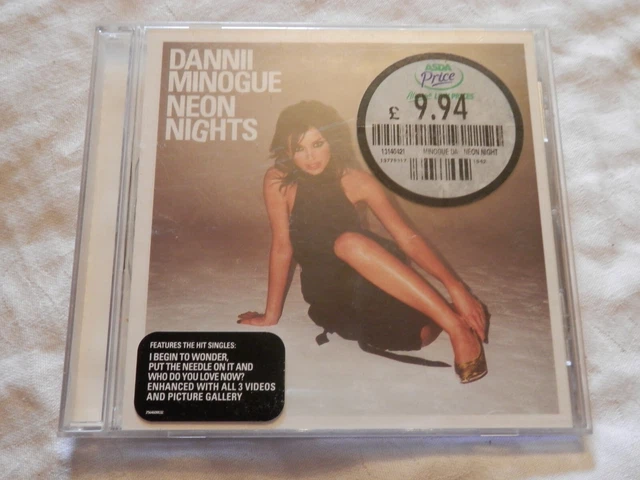 DANNII
MINOGUE
NEON
NIGHTS
ASDA
Price
£ 9.94
MINOGUE DA NEON NIGHT
FEATURES THE HIT SINGLES:
I BEGIN TO WONDER,
PUT THE NEEDLE ON IT AND
WHO DO YOU LOVE NOW?
ENHANCED WITH ALL 3 VIDEOS
AND PICTURE GALLERY